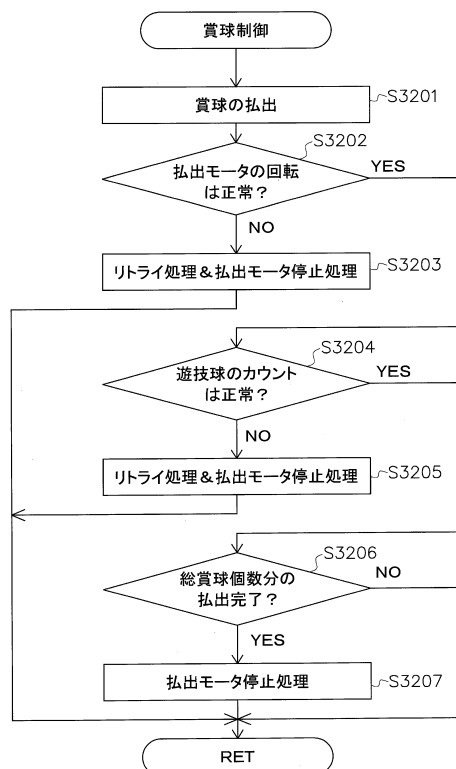 賞球制御
賞球の払出
S3201
S3202
払出モータの回転
は正常？
YES
NO
リトライ処理&払出モータ停止処理
S3203
S3204
遊技球のカウント
は正常？
YES
NO
リトライ処理&払出モータ停止処理
S3205
S3206
総賞球個数分の
払出完了？
NO
YES
払出モータ停止処理
S3207
RET